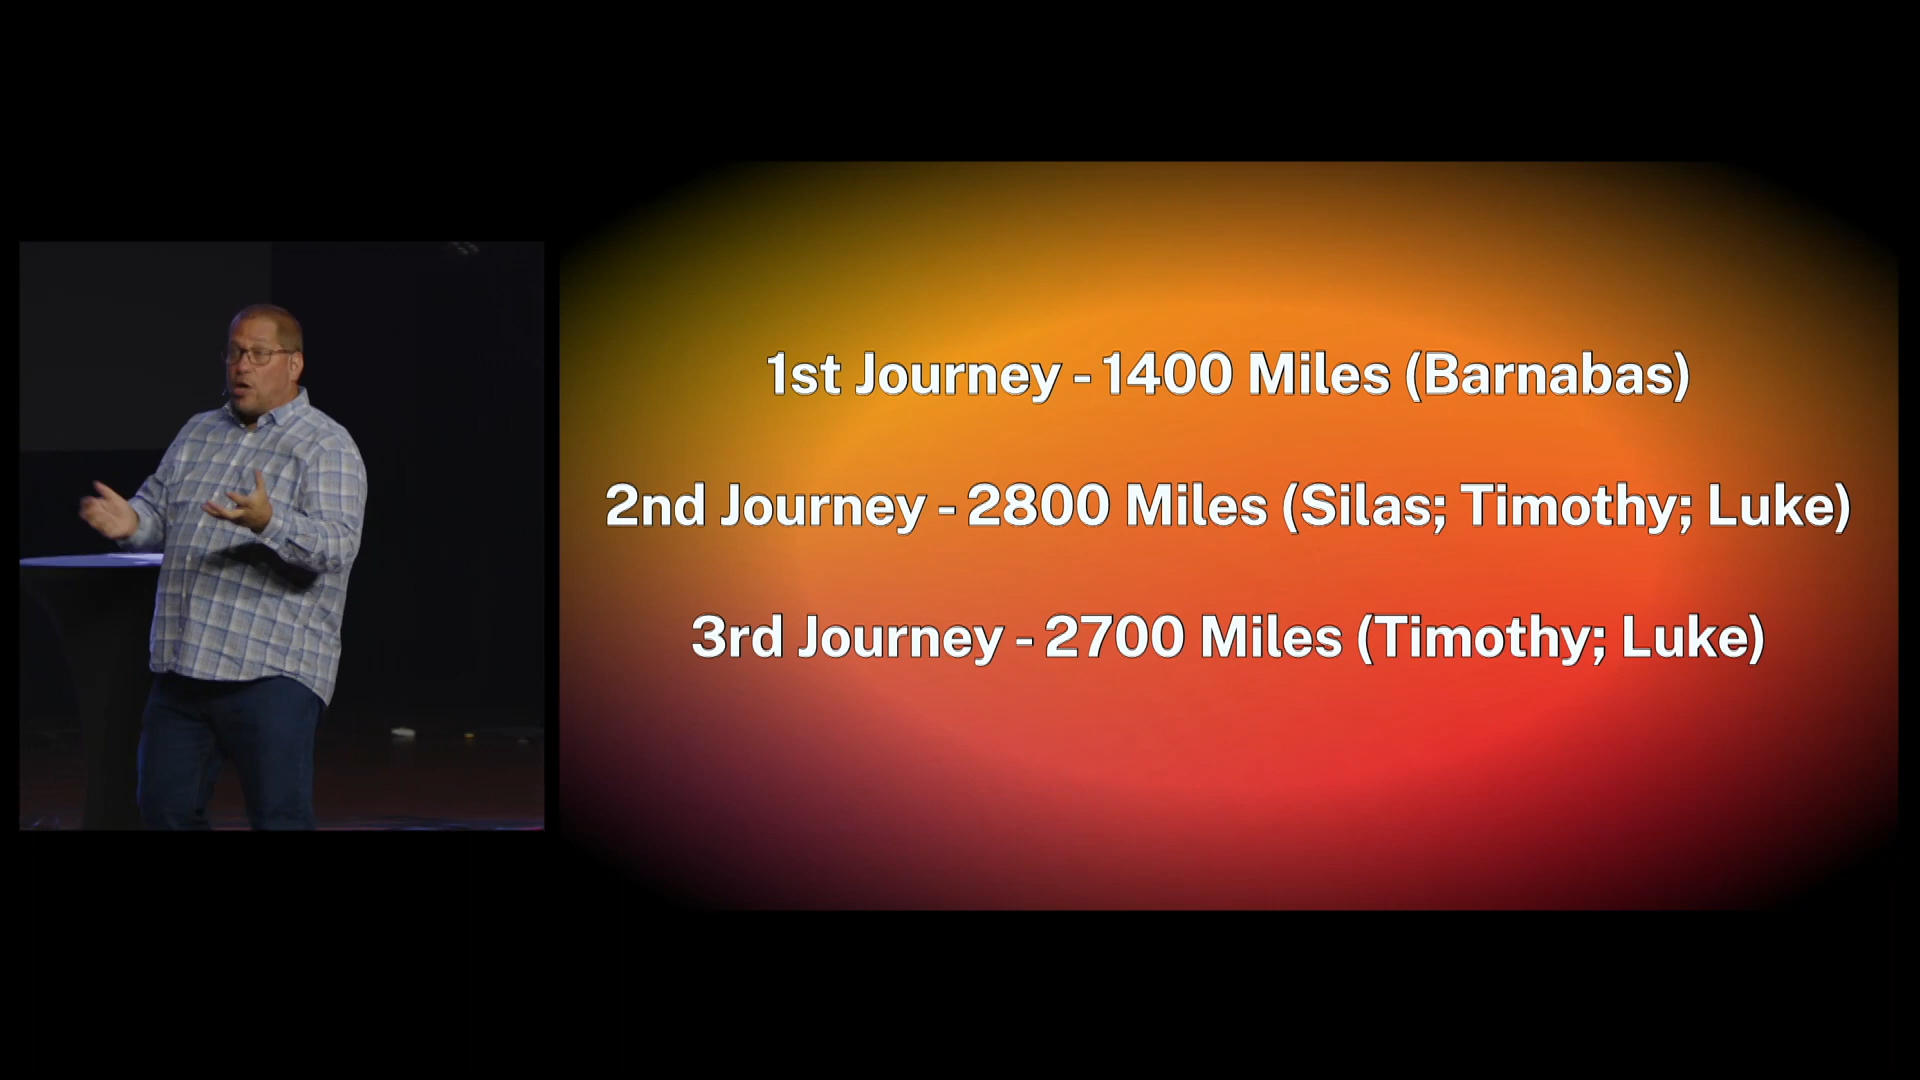 1st Journey - 1400 Miles (Barnabas)
2nd Journey - 2800 Miles (Silas; Timothy; Luke)
3rd Journey - 2700 Miles (Timothy; Luke)